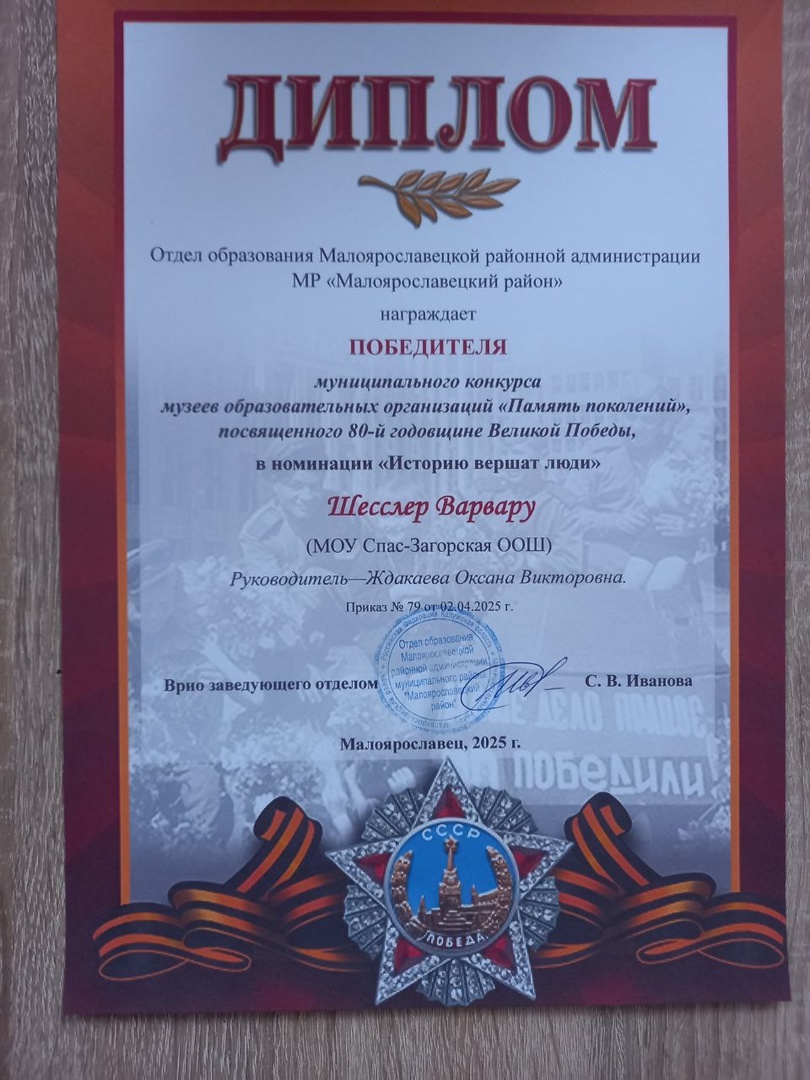 ДИПЛОМ
Отдел образования Малоярославецкой районной администрации
МР «Малоярославецкий район»
награждает
ПОБЕДИТЕЛЯ
муниципального конкурса
музеев образовательных организаций «Память поколений»,
посвященного 80-й годовщине Великой Победы,
в номинации «Историю вершат люди»
Шесслер Варвару
(МОУ Спас-Загорская ООШ)
Руководитель—Ждакаева Оксана Викторовна.
Приказ № 79 от 02.04.2025 г.
Отдел образования
Малоярославецкой
районной администрации
муниципального района
"Малоярославецкий
район"
Врио заведующего отделом
С. В. Иванова
Малоярославец, 2025 г.
победили!
СССР
ПОБЕДА